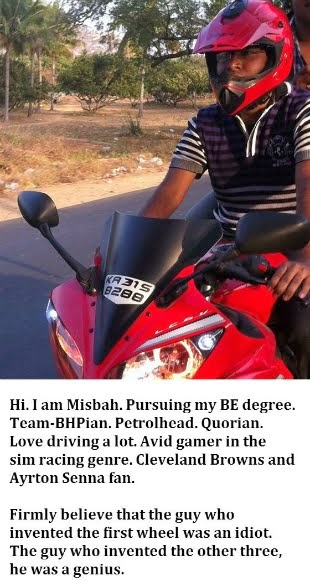 KA 31 S
8288
Hi. I am Misbah. Pursuing my BE degree.
Team-BHPian. Petrolhead. Quorian.
Love driving a lot. Avid gamer in the
sim racing genre. Cleveland Browns and
Ayrton Senna fan.
Firmly believe that the guy who
invented the first wheel was an idiot.
The guy who invented the other three,
he was a genius.